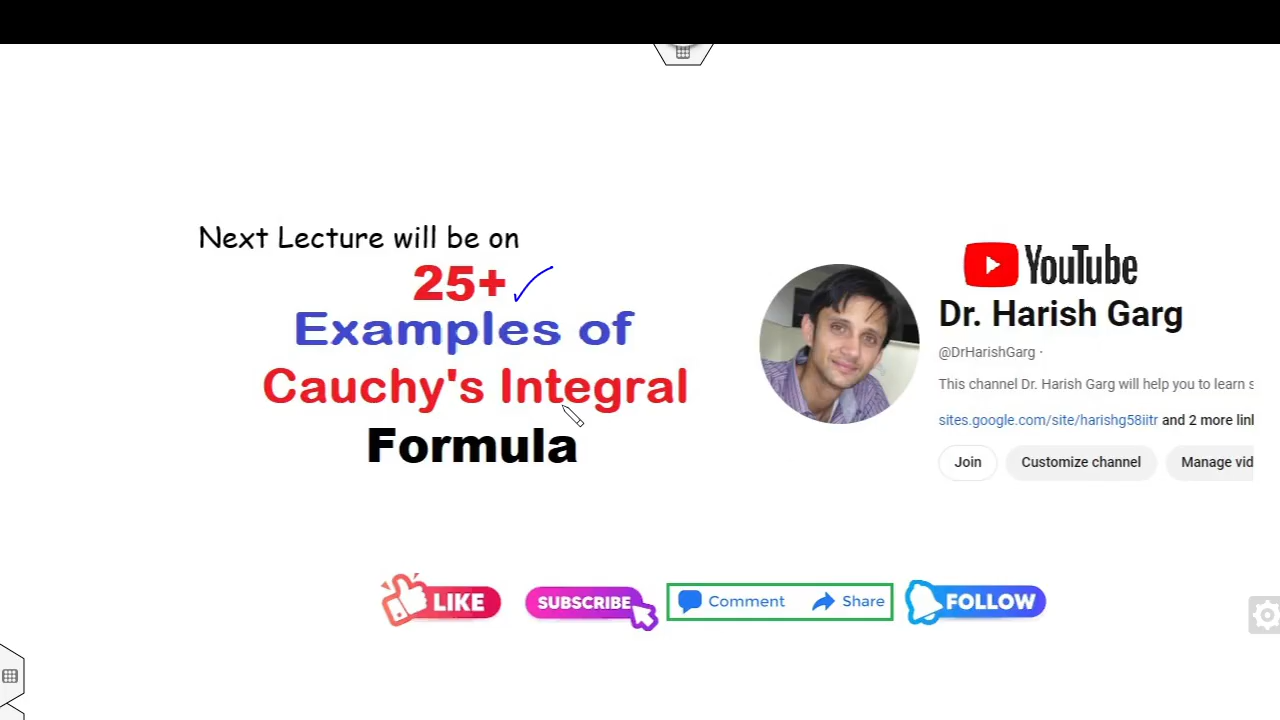 Next Lecture will be on
25+
Examples of
Cauchy's Integral
Formula
YouTube
Dr. Harish Garg
@DrHarishGarg ·
This channel Dr. Harish Garg will help you to learn s
sites.google.com/site/harishg58iitr and 2 more link
Join Customize channel Manage vid
LIKE SUBSCRIBE Comment Share FOLLOW